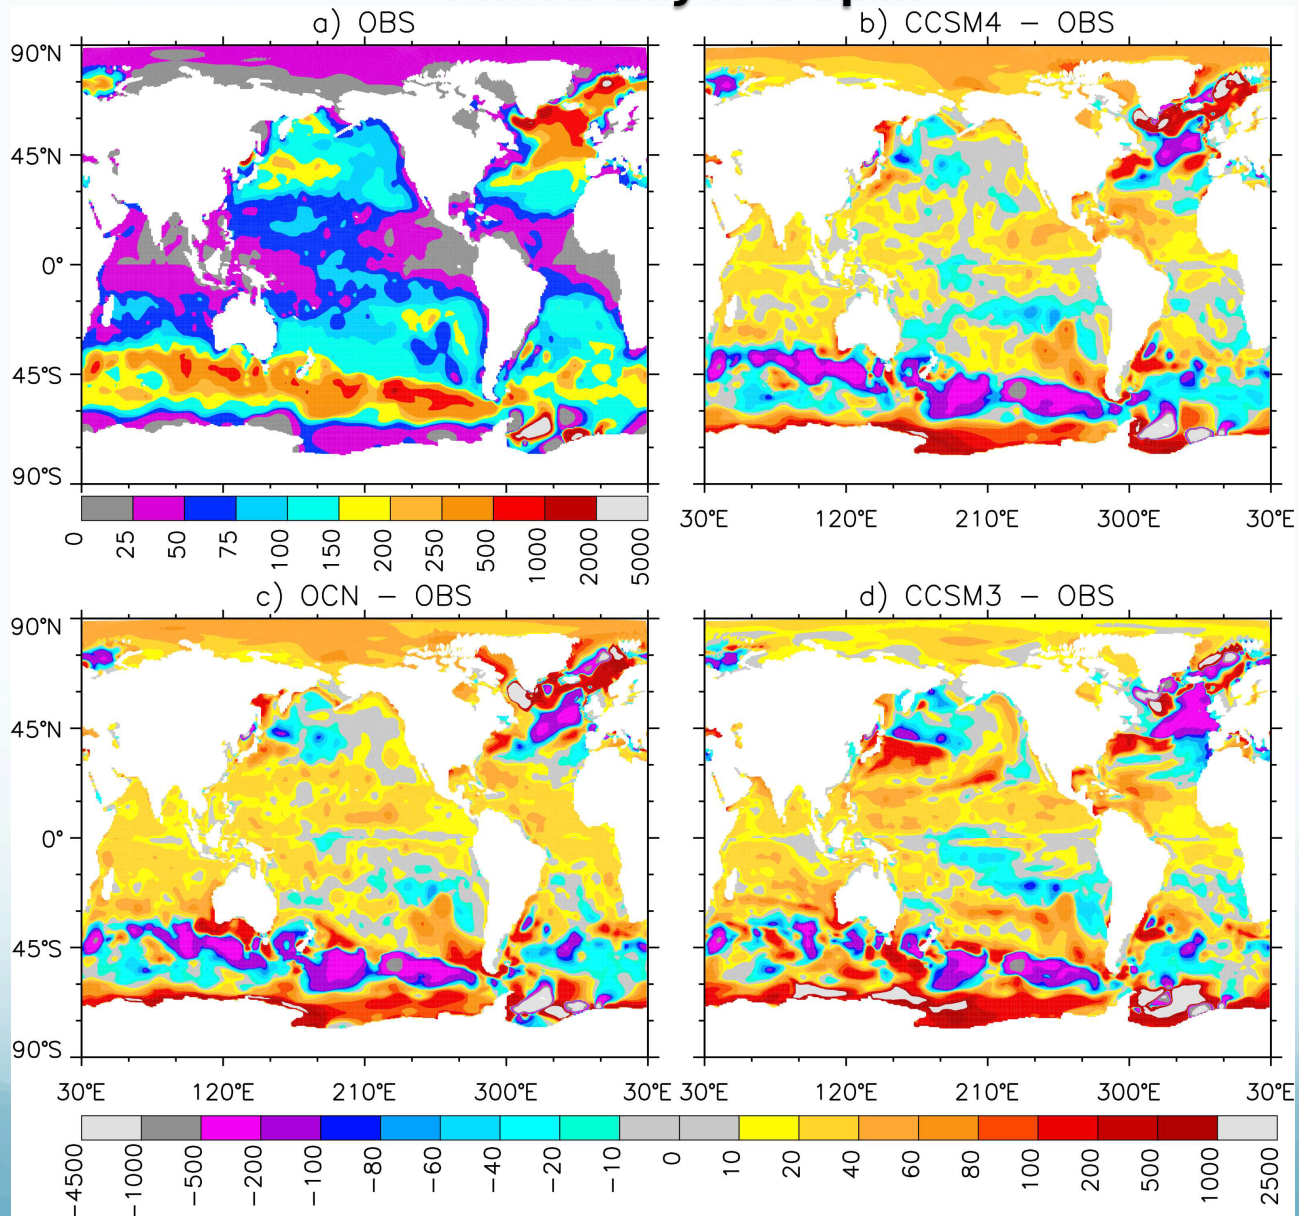 a) OBS
b) CCSM4 − OBS
90°N
45°N
0°
45°S
90°S
0 25 50 75 100 150 200 250 500 1000 2000 5000
30°E 120°E 210°E 300°E 30°E
c) OCN − OBS
d) CCSM3 − OBS
90°N
45°N
0°
45°S
90°S
30°E 120°E 210°E 300°E 30°E
30°E 120°E 210°E 300°E 30°E
−4500 −1000 −500 −200 −100 −80 −60 −40 −20 −10 0 10 20 40 60 80 100 200 500 1000 2500